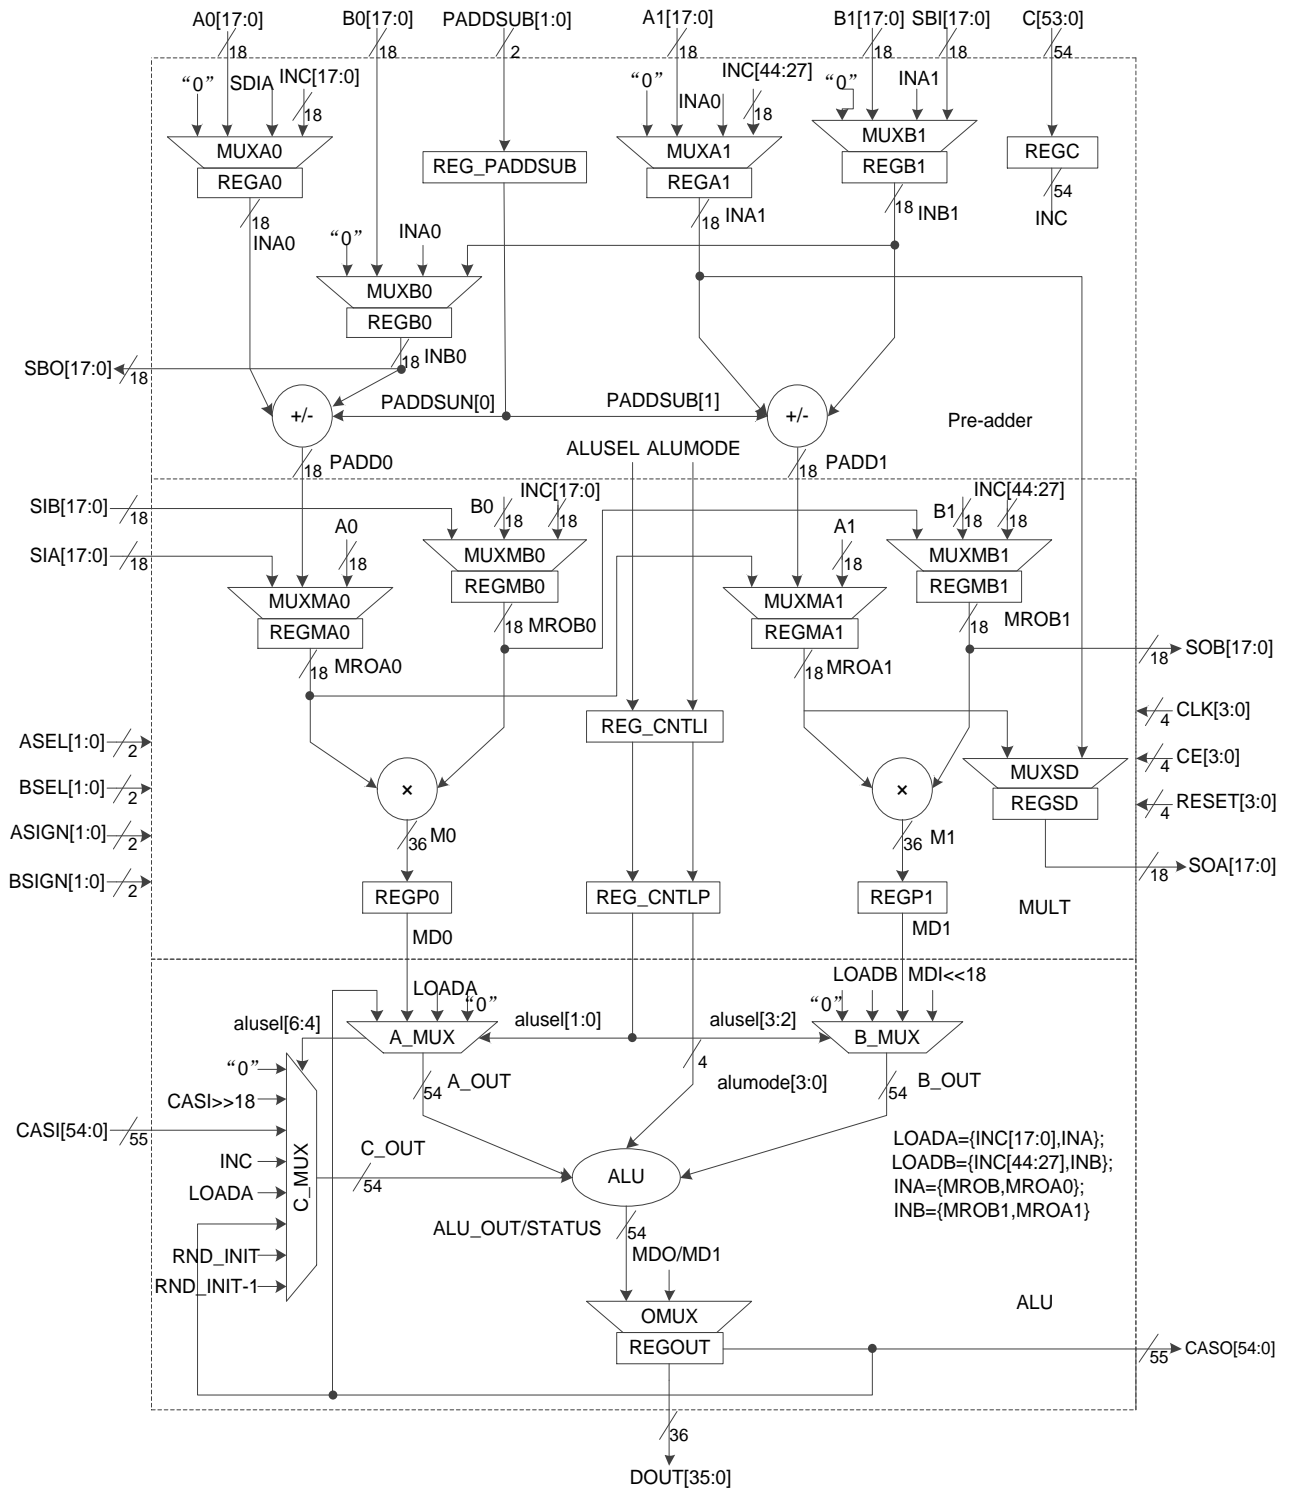 A0[17:0] B0[17:0] PADDSUB[1:0] A1[17:0] B1[17:0] SBI[17:0] C[53:0]
18 18 2 18 18 18 54
“0” SDIA INC[17:0] “0” INA0 INC[44:27] “0” INA1
18 18
MUXA0 REG_PADDSUB MUXA1 MUXB1 REGC
REGA0 REGA1 REGB1
18 18 INA1 18 INB1 54
INA0 INC
“0” INA0
MUXB0
REGB0
SBO[17:0] 18 18 INB0
+/- PADDSUN[0] PADDSUB[1] +/-
Pre-adder
ALUSEL ALUMODE
18 PADD0 18 PADD1
SIB[17:0] 18 B0 18 INC[17:0] 18 B1 18 INC[44:27] 18
SIA[17:0] 18 A0 18 A1 18
MUXMB0 MUXMB1
REGMB0 REGMB1
MUXMA0 MUXMA1
REGMA0 REGMA1
18 MROB0 18 MROB1
18 MROA0 18 MROA1
18 SOB[17:0]
REG_CNTLI
4 CLK[3:0]
ASEL[1:0] 2
4 CE[3:0]
MUXSD
BSEL[1:0] 2 × ×
REGSD 4 RESET[3:0]
ASIGN[1:0] 2 36 M0 36 M1
18 SOA[17:0]
BSIGN[1:0] 2
REGP0 REG_CNTLP REGP1
MULT
MD0 MD1
LOADA “0” “0” LOADB MDI<<18
alusel[6:4] A_MUX alusel[1:0] alusel[3:2] B_MUX
“0”
54 A_OUT 4 alumode[3:0] 54 B_OUT
CASI>>18
CASI[54:0] 55
INC
LOADA
RND_INIT
RND_INIT-1
C_MUX
C_OUT
54
ALU
LOADA={INC[17:0],INA};
LOADB={INC[44:27],INB};
INA={MROB,MROA0};
INB={MROB1,MROA1}
ALU_OUT/STATUS 54
MDO/MD1
OMUX
REGOUT
ALU
55 CASO[54:0]
36
DOUT[35:0]